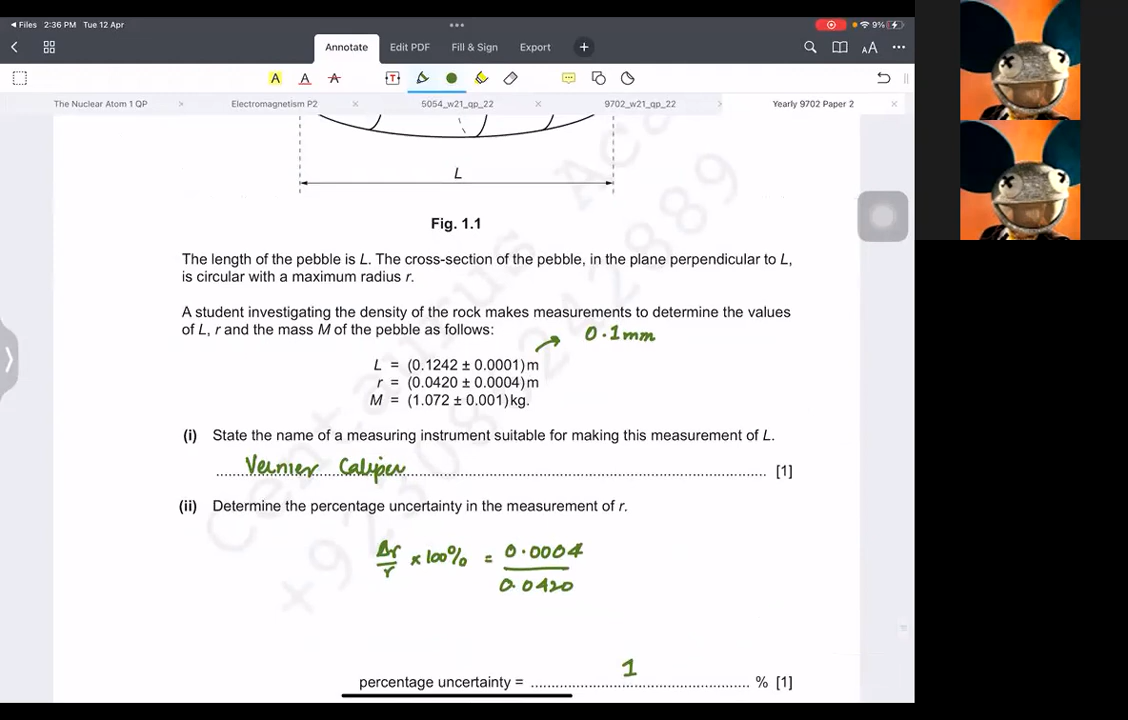 Files 2:36 PM Tue 12 Apr
9%
Annotate Edit PDF Fill & Sign Export
The Nuclear Atom 1 QP Electromagnetism P2 5054_w21_qp_22 9702_w21_qp_22 Yearly 9702 Paper 2
L
Fig. 1.1
The length of the pebble is L. The cross-section of the pebble, in the plane perpendicular to L,
is circular with a maximum radius r.
A student investigating the density of the rock makes measurements to determine the values
of L, r and the mass M of the pebble as follows:
0.1mm
L = (0.1242 ± 0.0001) m
r = (0.0420 ± 0.0004) m
M = (1.072 ± 0.001) kg.
(i) State the name of a measuring instrument suitable for making this measurement of L.
Vernier Caliper [1]
(ii) Determine the percentage uncertainty in the measurement of r.
Δr/r × 100% = 0.0004/0.0420
percentage uncertainty = 1 % [1]
Centaurus Aca
+923089242889